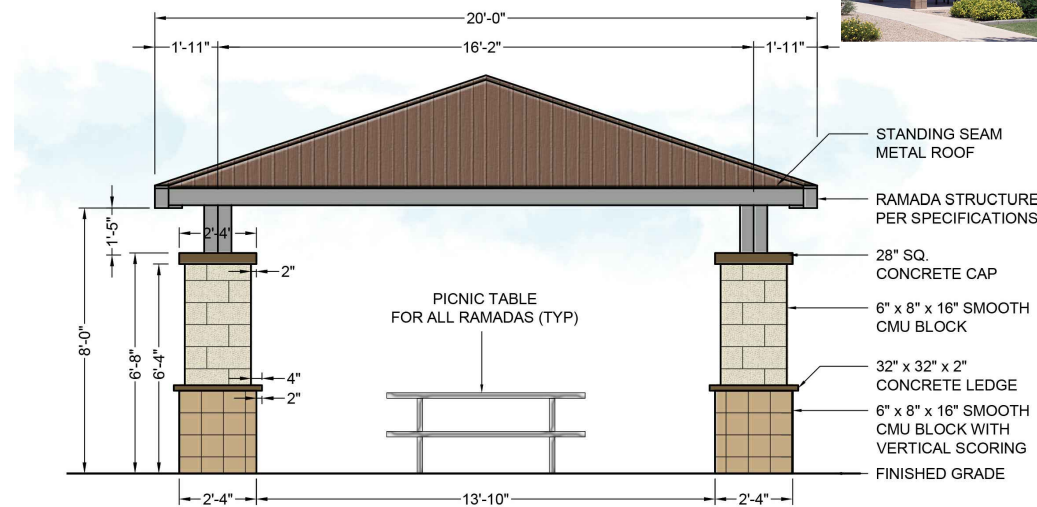 20'-0"
1'-11"
16'-2"
1'-11"
STANDING SEAM
METAL ROOF
RAMADA STRUCTURE
PER SPECIFICATIONS
1'-5"
2'-4"
28" SQ.
CONCRETE CAP
2"
PICNIC TABLE
FOR ALL RAMADAS (TYP)
6" x 8" x 16" SMOOTH
CMU BLOCK
8'-0"
6'-8"
6'-4"
4"
2"
32" x 32" x 2"
CONCRETE LEDGE
6" x 8" x 16" SMOOTH
CMU BLOCK WITH
VERTICAL SCORING
FINISHED GRADE
2'-4"
13'-10"
2'-4"